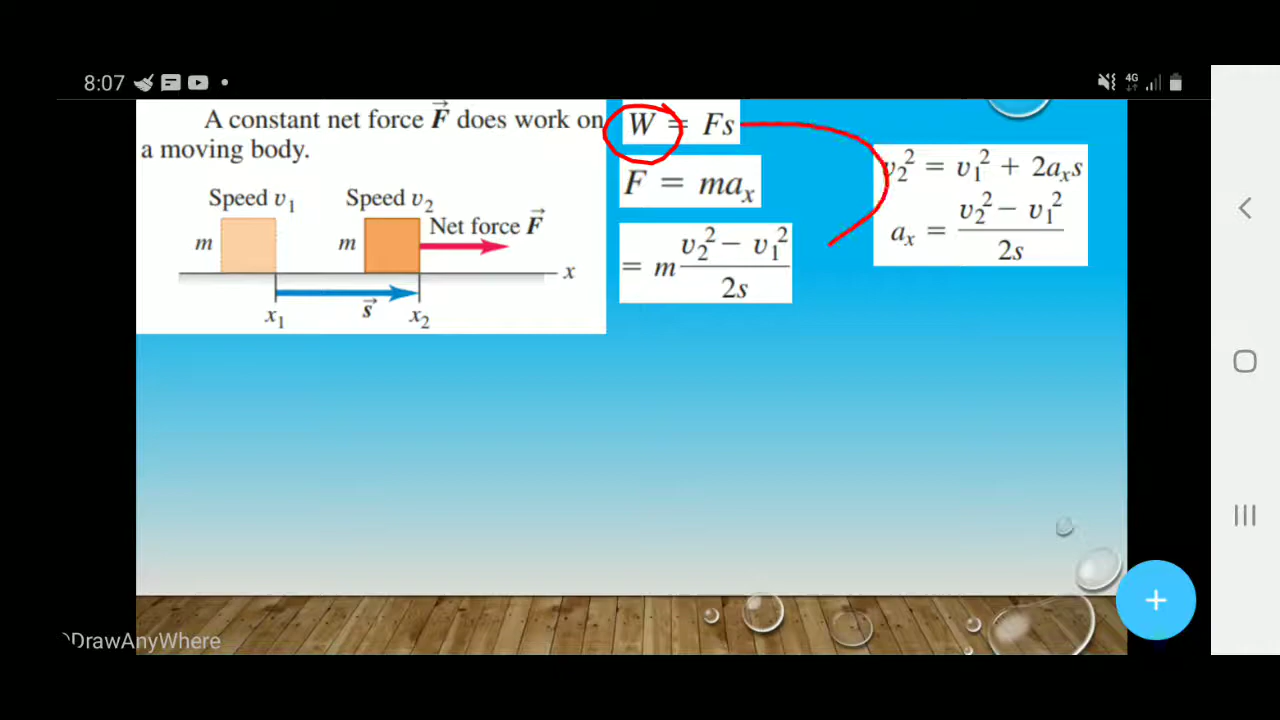 8:07
4G
A constant net force F⃗ does work on
a moving body.
Speed v₁ Speed v₂
Net force F⃗
m m
x
s⃗
x₁ x₂
W = Fs
F = maₓ
= m (v₂² − v₁²) / 2s
v₂² = v₁² + 2aₓs
aₓ = (v₂² − v₁²) / 2s
+
DrawAnyWhere